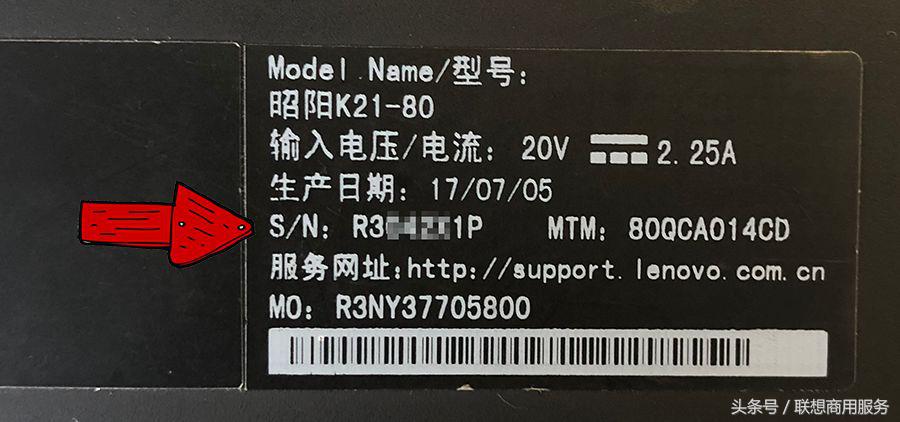 Model Name/型号:
昭阳K21-80
输入电压/电流: 20V 2.25A
生产日期: 17/07/05
S/N: MTM: 80QCA014CD
服务网址:http://support.lenovo.com.cn
MO: R3NY37705800
头条号 / 联想商用服务